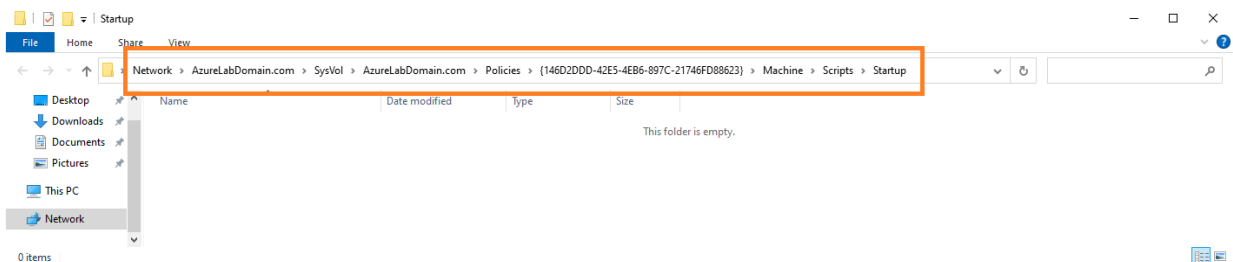 Startup
File Home Share View
Network > AzureLabDomain.com > SysVol > AzureLabDomain.com > Policies > {146D2DDD-42E5-4EB6-897C-21746FD88623} > Machine > Scripts > Startup
Name Date modified Type Size
This folder is empty.
Desktop
Downloads
Documents
Pictures
This PC
Network
0 items